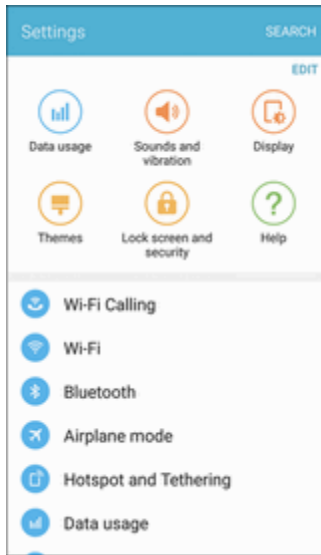 Settings SEARCH
EDIT
Data usage Sounds and vibration Display
Themes Lock screen and security Help
Wi-Fi Calling
Wi-Fi
Bluetooth
Airplane mode
Hotspot and Tethering
Data usage